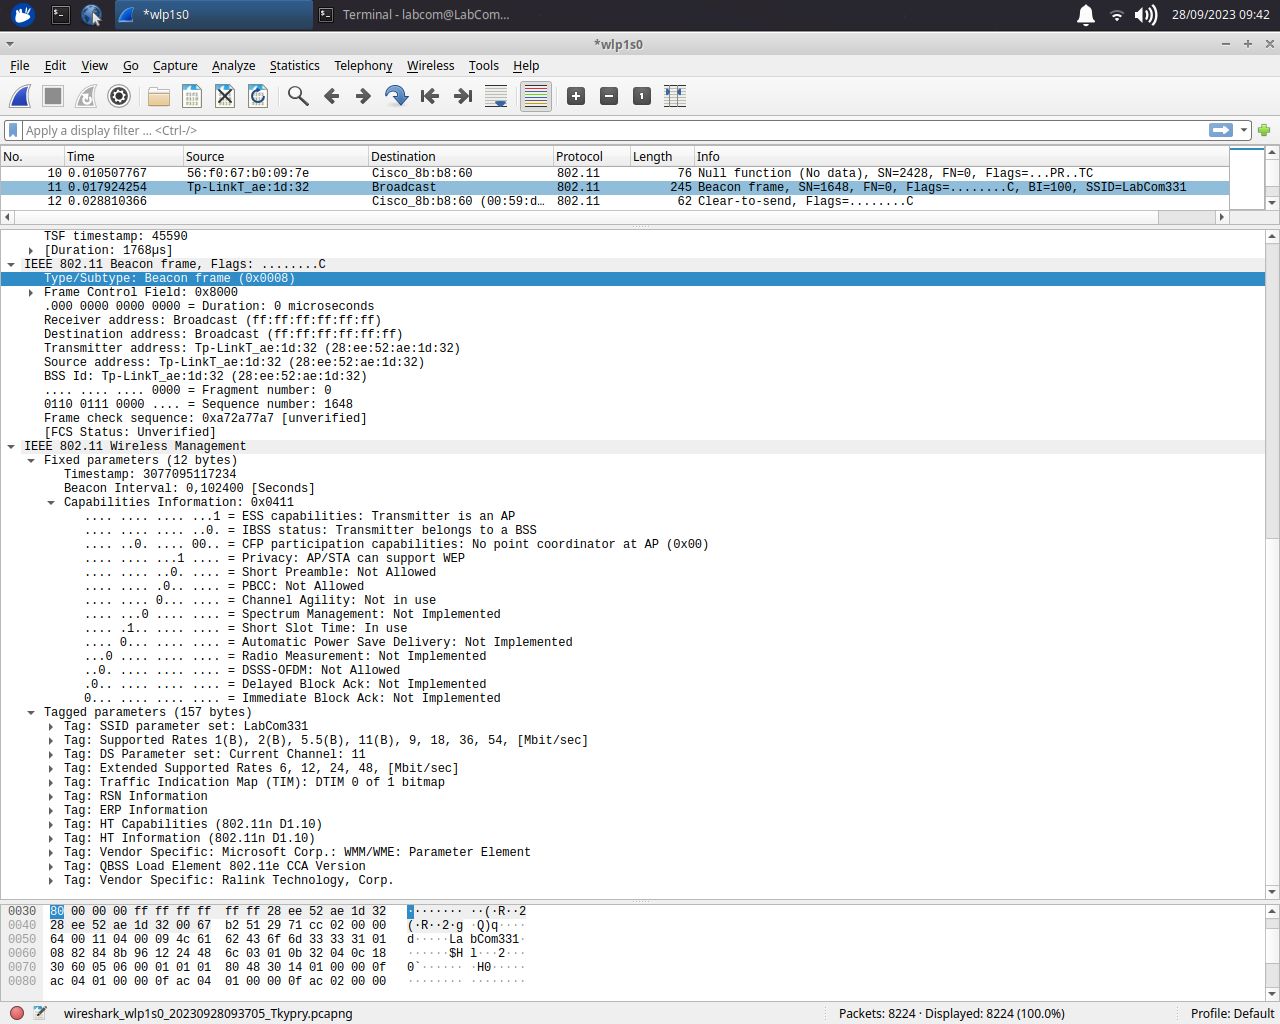 *wlp1s0 Terminal - labcom@LabCom... 28/09/2023 09:42
*wlp1s0
File Edit View Go Capture Analyze Statistics Telephony Wireless Tools Help
Apply a display filter ... <Ctrl-/>
No. Time Source Destination Protocol Length Info
10 0.010507767 56:f0:67:b0:09:7e Cisco_8b:b8:60 802.11 76 Null function (No data), SN=2428, FN=0, Flags=...PR..TC
11 0.017924254 Tp-LinkT_ae:1d:32 Broadcast 802.11 245 Beacon frame, SN=1648, FN=0, Flags=........C, BI=100, SSID=LabCom331
12 0.028810366 Cisco_8b:b8:60 (00:59:d… 802.11 62 Clear-to-send, Flags=........C
TSF timestamp: 45590
[Duration: 1768µs]
IEEE 802.11 Beacon frame, Flags: ........C
Type/Subtype: Beacon frame (0x0008)
Frame Control Field: 0x8000
.000 0000 0000 0000 = Duration: 0 microseconds
Receiver address: Broadcast (ff:ff:ff:ff:ff:ff)
Destination address: Broadcast (ff:ff:ff:ff:ff:ff)
Transmitter address: Tp-LinkT_ae:1d:32 (28:ee:52:ae:1d:32)
Source address: Tp-LinkT_ae:1d:32 (28:ee:52:ae:1d:32)
BSS Id: Tp-LinkT_ae:1d:32 (28:ee:52:ae:1d:32)
.... .... .... 0000 = Fragment number: 0
0110 0111 0000 .... = Sequence number: 1648
Frame check sequence: 0xa72a77a7 [unverified]
[FCS Status: Unverified]
IEEE 802.11 Wireless Management
Fixed parameters (12 bytes)
Timestamp: 3077095117234
Beacon Interval: 0,102400 [Seconds]
Capabilities Information: 0x0411
.... .... .... ...1 = ESS capabilities: Transmitter is an AP
.... .... .... ..0. = IBSS status: Transmitter belongs to a BSS
.... ..0. .... 00.. = CFP participation capabilities: No point coordinator at AP (0x00)
.... .... ...1 .... = Privacy: AP/STA can support WEP
.... .... ..0. .... = Short Preamble: Not Allowed
.... .... .0.. .... = PBCC: Not Allowed
.... .... 0... .... = Channel Agility: Not in use
.... ...0 .... .... = Spectrum Management: Not Implemented
.... .1.. .... .... = Short Slot Time: In use
.... 0... .... .... = Automatic Power Save Delivery: Not Implemented
...0 .... .... .... = Radio Measurement: Not Implemented
..0. .... .... .... = DSSS-OFDM: Not Allowed
.0.. .... .... .... = Delayed Block Ack: Not Implemented
0... .... .... .... = Immediate Block Ack: Not Implemented
Tagged parameters (157 bytes)
Tag: SSID parameter set: LabCom331
Tag: Supported Rates 1(B), 2(B), 5.5(B), 11(B), 9, 18, 36, 54, [Mbit/sec]
Tag: DS Parameter set: Current Channel: 11
Tag: Extended Supported Rates 6, 12, 24, 48, [Mbit/sec]
Tag: Traffic Indication Map (TIM): DTIM 0 of 1 bitmap
Tag: RSN Information
Tag: ERP Information
Tag: HT Capabilities (802.11n D1.10)
Tag: HT Information (802.11n D1.10)
Tag: Vendor Specific: Microsoft Corp.: WMM/WME: Parameter Element
Tag: QBSS Load Element 802.11e CCA Version
Tag: Vendor Specific: Ralink Technology, Corp.
0030 80 00 00 00 ff ff ff ff ff ff 28 ee 52 ae 1d 32 ········ ··(·R··2
0040 28 ee 52 ae 1d 32 00 67 b2 51 29 71 cc 02 00 00 (·R··2·g ·Q)q····
0050 64 00 11 04 00 09 4c 61 62 43 6f 6d 33 33 31 01 d·····La bCom331·
0060 08 82 84 8b 96 12 24 48 6c 03 01 0b 32 04 0c 18 ······$H l···2···
0070 30 60 05 06 00 01 01 01 80 48 30 14 01 00 00 0f 0`······ ·H0·····
0080 ac 04 01 00 00 0f ac 04 01 00 00 0f ac 02 00 00 ········ ········
wireshark_wlp1s0_20230928093705_Tkypry.pcapng Packets: 8224 · Displayed: 8224 (100.0%) Profile: Default